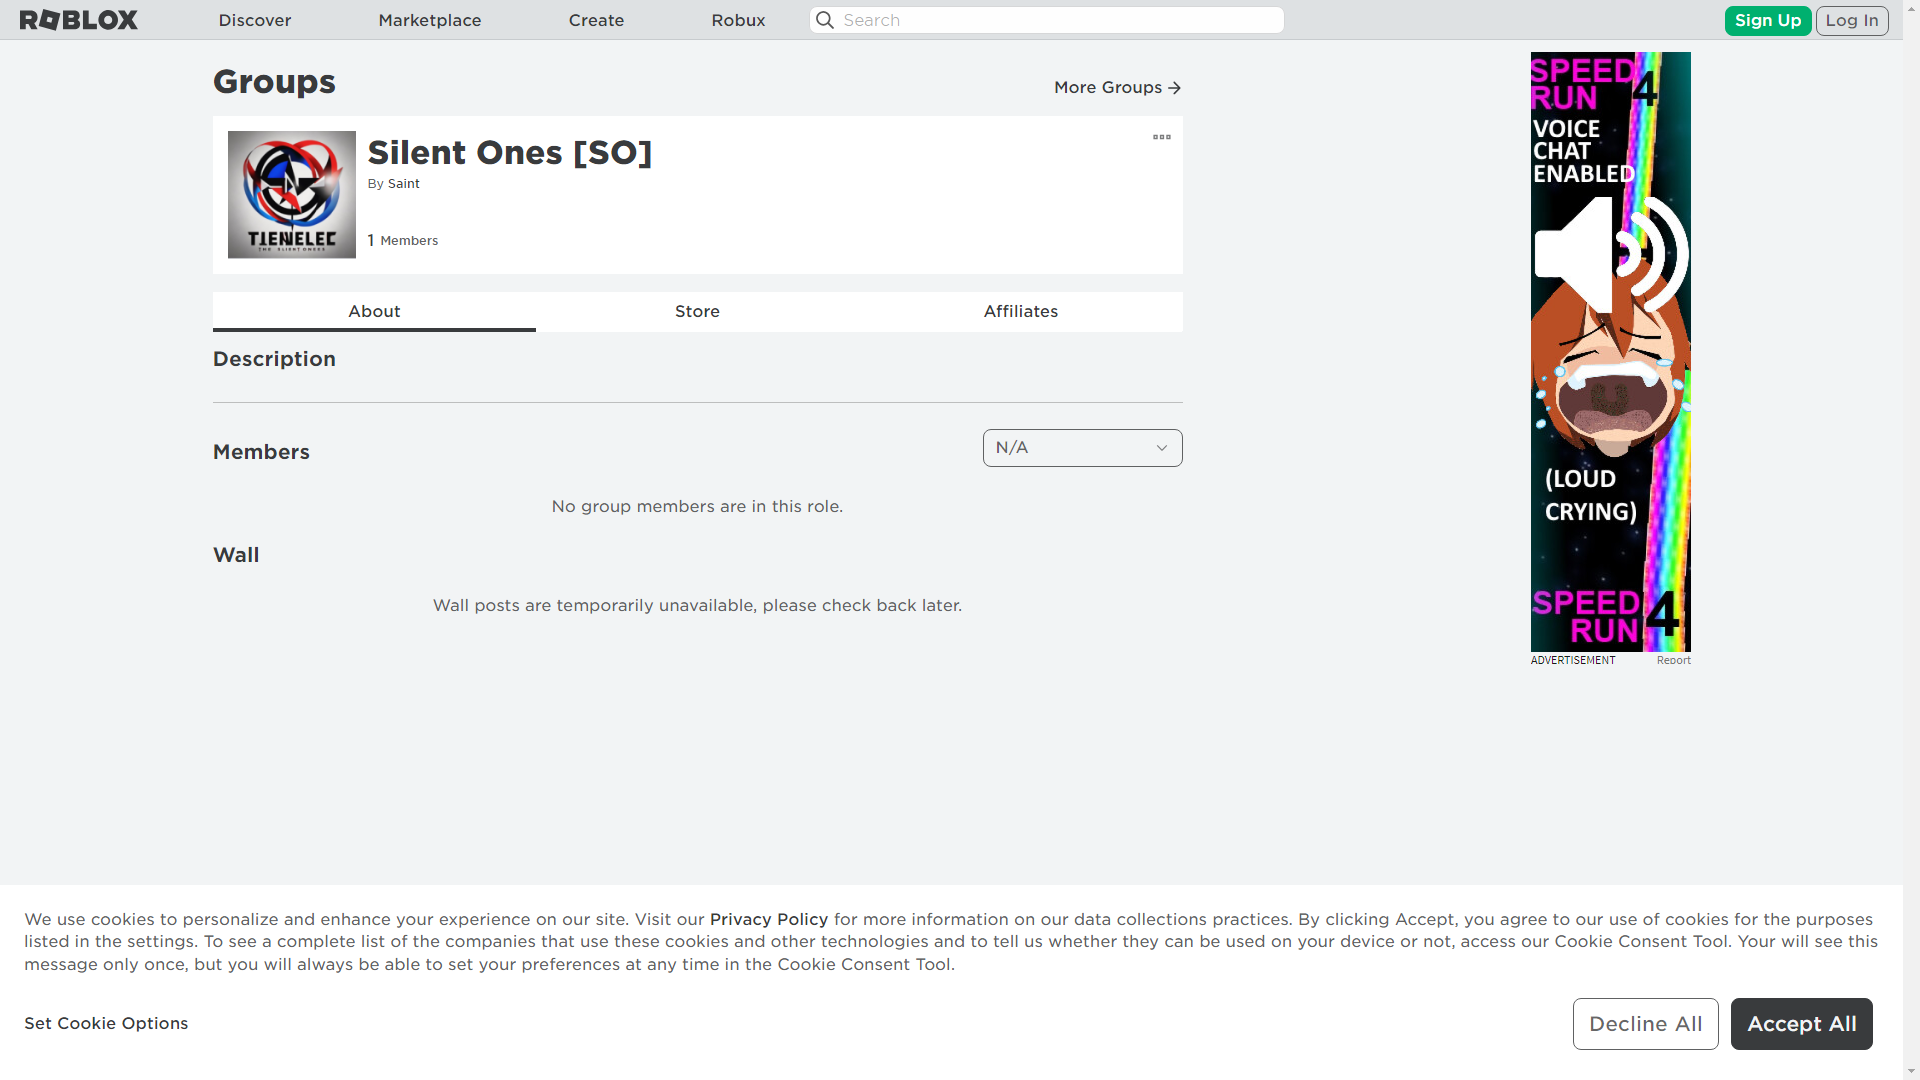 ROBLOX
Discover
Marketplace
Create
Robux
Search
Sign Up
Log In
Groups
More Groups
TIENELEC
Silent Ones [SO]
By Saint
1 Members
About
Store
Affiliates
Description
Members
N/A
No group members are in this role.
Wall
Wall posts are temporarily unavailable, please check back later.
SPEED
RUN 4
VOICE
CHAT
ENABLED
(LOUD
CRYING)
SPEED
RUN 4
ADVERTISEMENT
Report
We use cookies to personalize and enhance your experience on our site. Visit our Privacy Policy for more information on our data collections practices. By clicking Accept, you agree to our use of cookies for the purposes
listed in the settings. To see a complete list of the companies that use these cookies and other technologies and to tell us whether they can be used on your device or not, access our Cookie Consent Tool. Your will see this
message only once, but you will always be able to set your preferences at any time in the Cookie Consent Tool.
Set Cookie Options
Decline All
Accept All